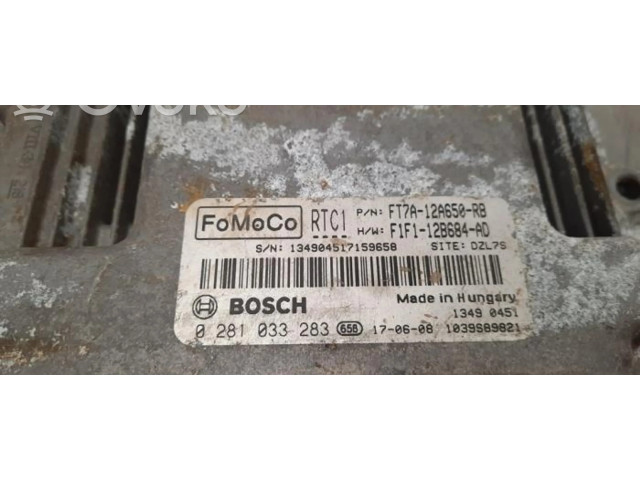 FoMoCo RTC1 P/N: FT7A-12A650-RB
H/W: F1F1-12B684-AD
S/N: 134904517159658 SITE: DZL7S
BOSCH Made in Hungary
1349 0451
0 281 033 283 658 17-06-08 1039S89821